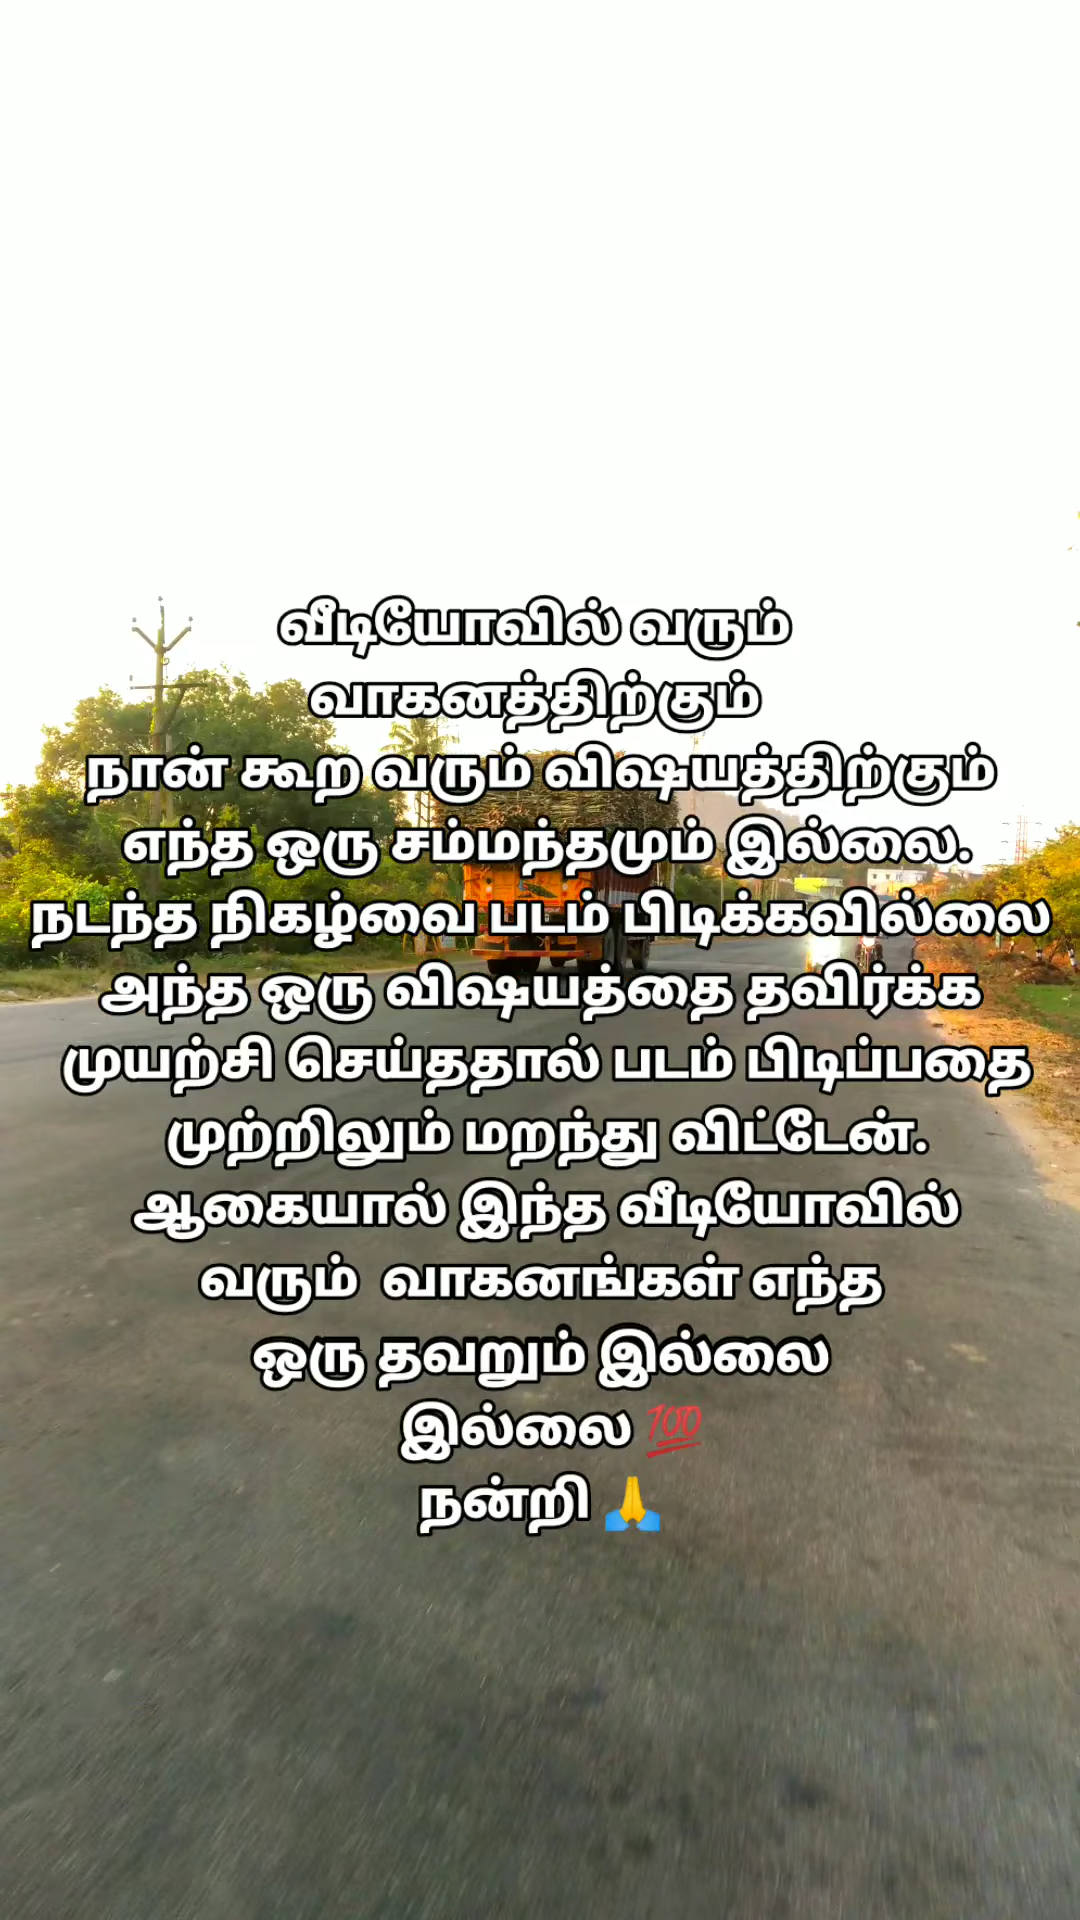 வீடியோவில் வரும்
வாகனத்திற்கும்
நான் கூற வரும் விஷயத்திற்கும்
எந்த ஒரு சம்மந்தமும் இல்லை.
நடந்த நிகழ்வை படம் பிடிக்கவில்லை
அந்த ஒரு விஷயத்தை தவிர்க்க
முயற்சி செய்ததால் படம் பிடிப்பதை
முற்றிலும் மறந்து விட்டேன்.
ஆகையால் இந்த வீடியோவில்
வரும் வாகனங்கள் எந்த
ஒரு தவறும் இல்லை
இல்லை 💯
நன்றி 🙏